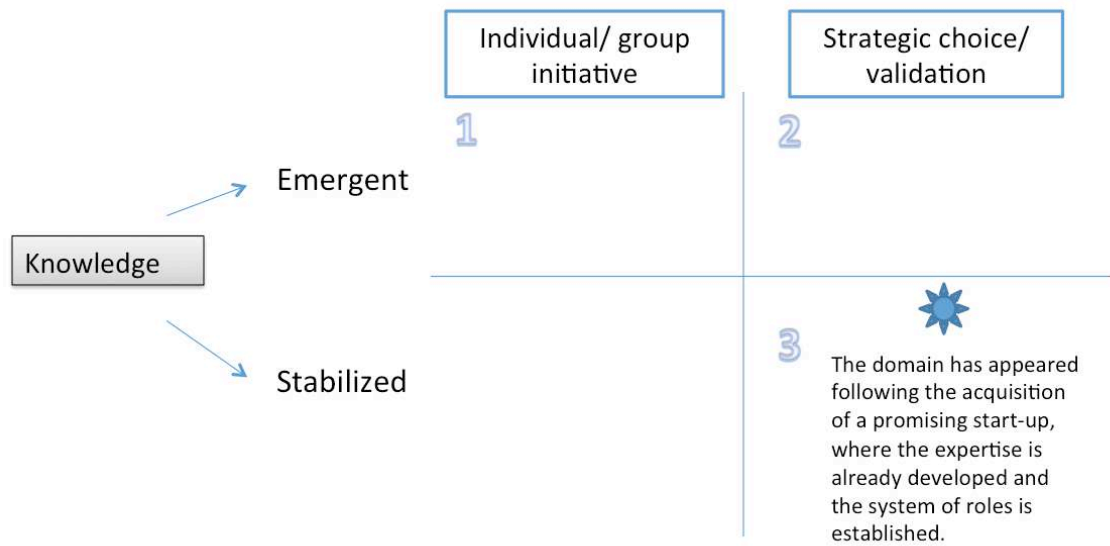 Individual/ group
initiative
Strategic choice/
validation
1
2
Emergent
Knowledge
Stabilized
3
The domain has appeared
following the acquisition
of a promising start-up,
where the expertise is
already developed and
the system of roles is
established.